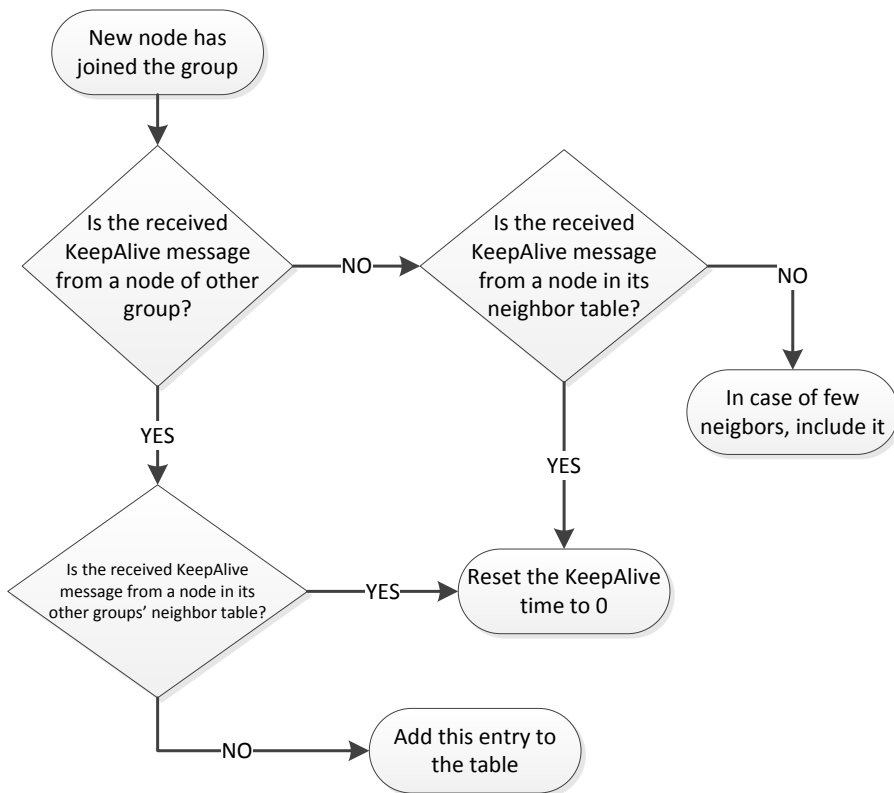 New node has
joined the group
Is the received
KeepAlive message
from a node of other
group?
NO
Is the received
KeepAlive message
from a node in its
neighbor table?
NO
In case of few
neigbors, include it
YES
YES
Is the received KeepAlive
message from a node in its
other groups' neighbor table?
YES
Reset the KeepAlive
time to 0
NO
Add this entry to
the table